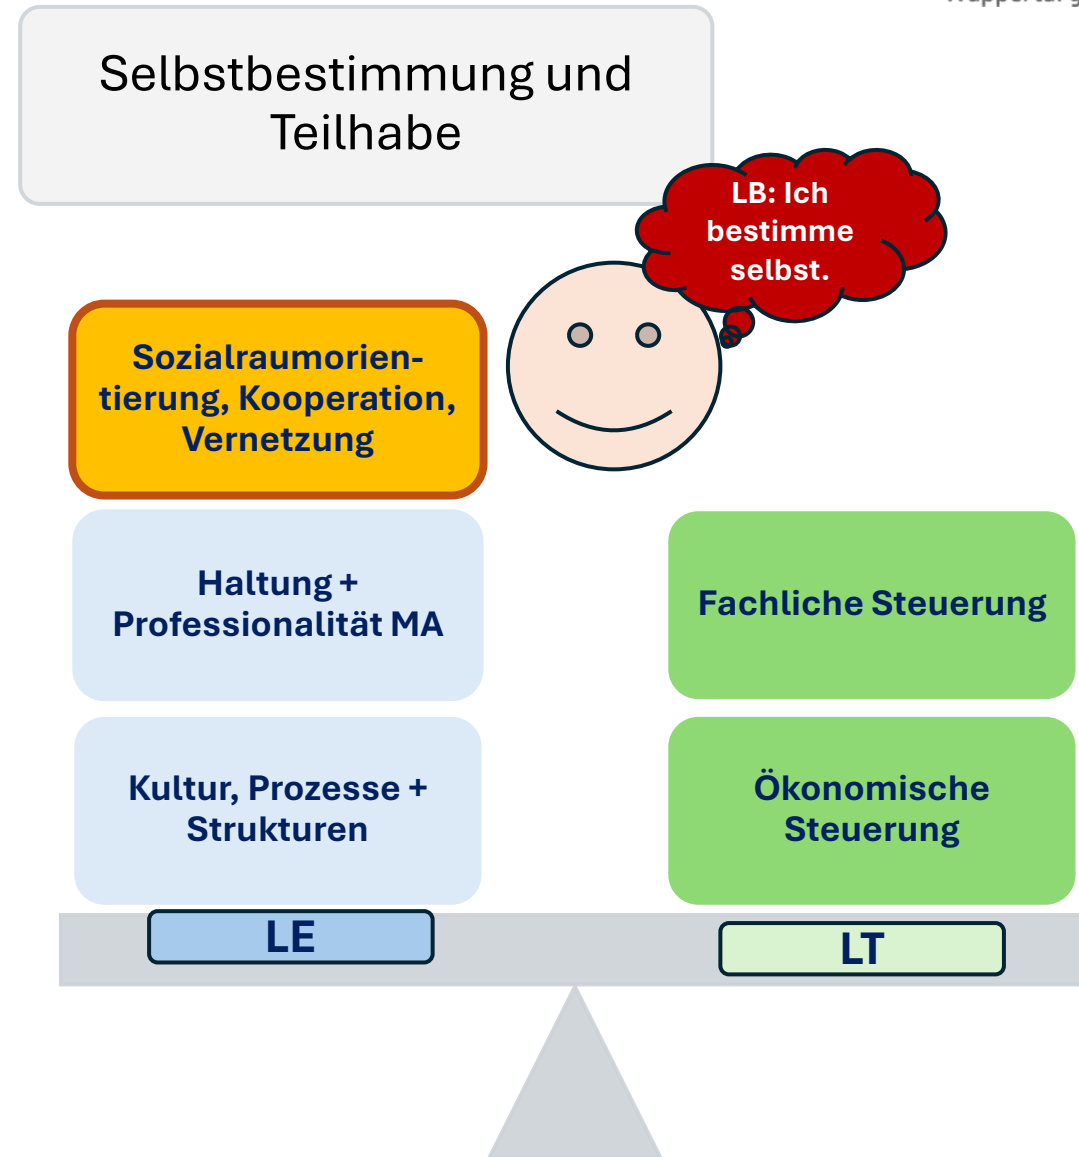 Selbstbestimmung und
Teilhabe
LB: Ich
bestimme
selbst.
Sozialraumorien-
tierung, Kooperation,
Vernetzung
Haltung +
Professionalität MA
Fachliche Steuerung
Kultur, Prozesse +
Strukturen
Ökonomische
Steuerung
LE
LT